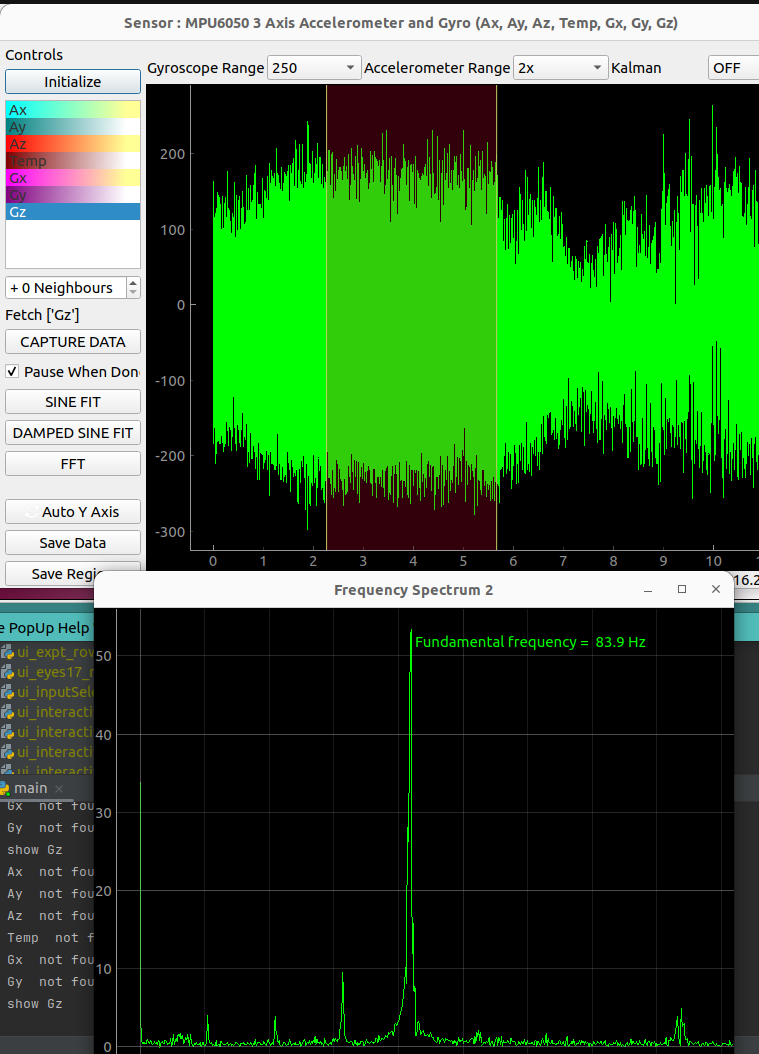 Sensor : MPU6050 3 Axis Accelerometer and Gyro (Ax, Ay, Az, Temp, Gx, Gy, Gz)
Controls
Initialize
Gyroscope Range 250 Accelerometer Range 2x Kalman OFF
Ax
Ay
Az
Temp
Gx
Gy
Gz
+ 0 Neighbours
Fetch ['Gz']
CAPTURE DATA
Pause When Don
SINE FIT
DAMPED SINE FIT
FFT
Auto Y Axis
Save Data
Save Regi
200
100
0
-100
-200
-300
0 1 2 3 4 5 6 7 8 9 10
16.2
Frequency Spectrum 2
e PopUp Help
ui_expt_rov
ui_eyes17_
ui_inputSel
ui_interacti
ui_interacti
ui_interacti
ui_interacti
main
Gx not fou
Gy not fou
show Gz
Ax not fou
Ay not fou
Az not fou
Temp not f
Gx not fou
Gy not fou
show Gz
Fundamental frequency = 83.9 Hz
50
40
30
20
10
0